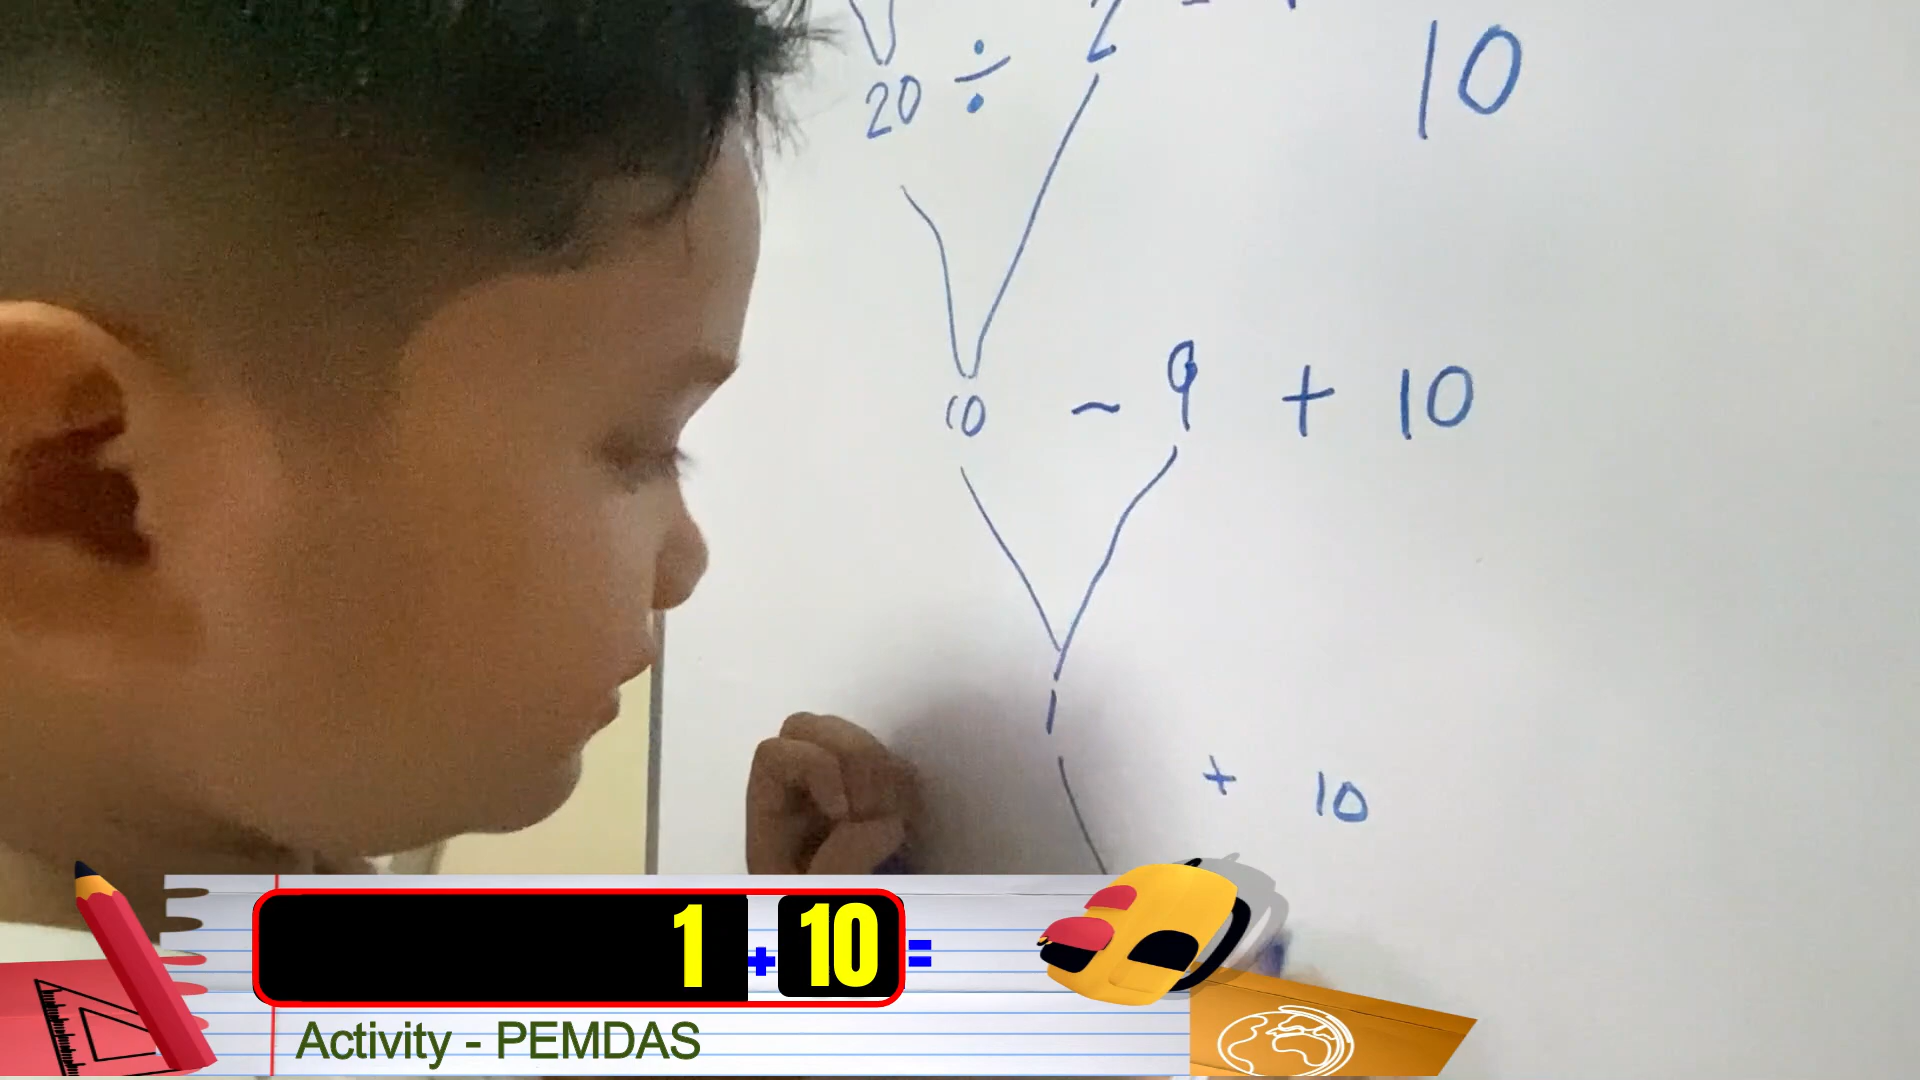 10
20 ÷ 2
10 - 9 + 10
1 + 10
1 + 10 =
Activity - PEMDAS